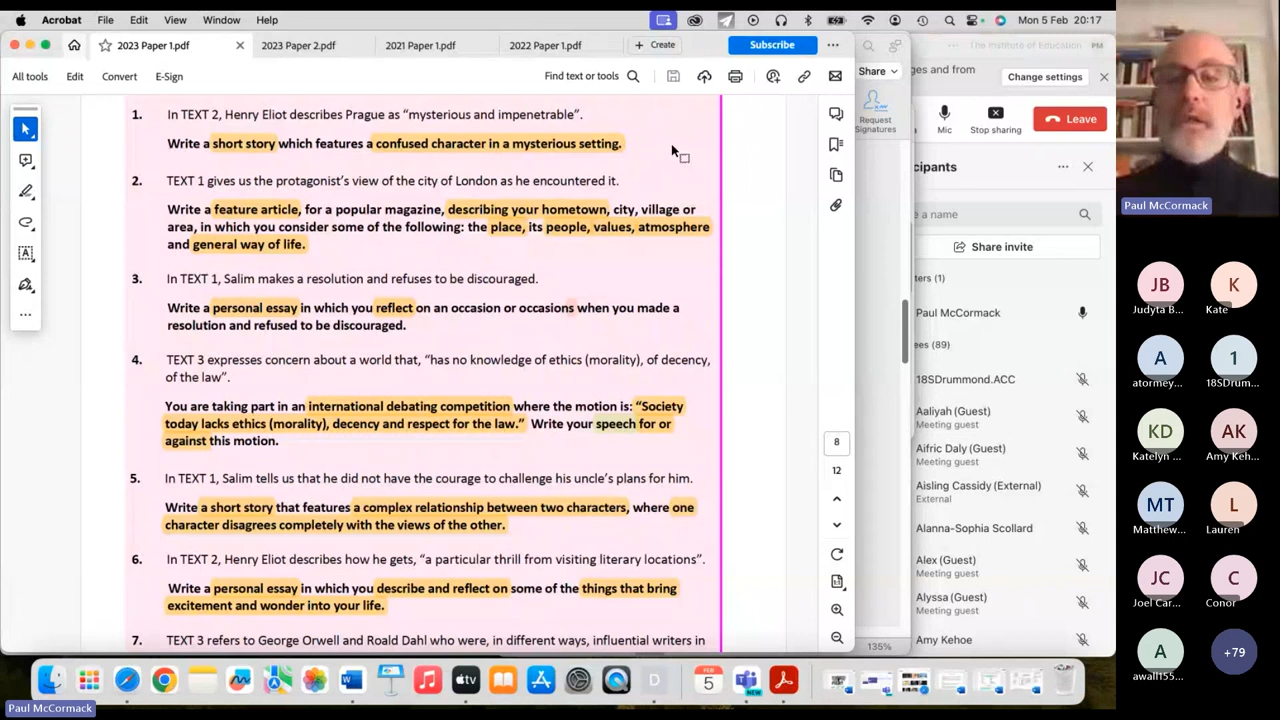 Acrobat File Edit View Window Help
Mon 5 Feb 20:17
2023 Paper 1.pdf
2023 Paper 2.pdf
2021 Paper 1.pdf
2022 Paper 1.pdf
Create
Subscribe
All tools Edit Convert E-Sign
Find text or tools
Share
Request
Signatures
The Institute of Education PM
ges and from
Change settings
Mic
Stop sharing
Leave
cipants
e a name
Share invite
ters (1)
Paul McCormack
ees (89)
18SDrummond.ACC
Aaliyah (Guest)
Meeting guest
Aifric Daly (Guest)
Meeting guest
Aisling Cassidy (External)
External
Alanna-Sophia Scollard
Alex (Guest)
Meeting guest
Alyssa (Guest)
Meeting guest
Amy Kehoe
1. In TEXT 2, Henry Eliot describes Prague as “mysterious and impenetrable”.
Write a short story which features a confused character in a mysterious setting.
2. TEXT 1 gives us the protagonist’s view of the city of London as he encountered it.
Write a feature article, for a popular magazine, describing your hometown, city, village or
area, in which you consider some of the following: the place, its people, values, atmosphere
and general way of life.
3. In TEXT 1, Salim makes a resolution and refuses to be discouraged.
Write a personal essay in which you reflect on an occasion or occasions when you made a
resolution and refused to be discouraged.
4. TEXT 3 expresses concern about a world that, “has no knowledge of ethics (morality), of decency,
of the law”.
You are taking part in an international debating competition where the motion is: “Society
today lacks ethics (morality), decency and respect for the law.” Write your speech for or
against this motion.
5. In TEXT 1, Salim tells us that he did not have the courage to challenge his uncle’s plans for him.
Write a short story that features a complex relationship between two characters, where one
character disagrees completely with the views of the other.
6. In TEXT 2, Henry Eliot describes how he gets, “a particular thrill from visiting literary locations”.
Write a personal essay in which you describe and reflect on some of the things that bring
excitement and wonder into your life.
7. TEXT 3 refers to George Orwell and Roald Dahl who were, in different ways, influential writers in
8
12
135%
Paul McCormack
JB
Judyta B...
K
Kate
A
atormey...
1
18SDrum...
KD
Katelyn ...
AK
Amy Keh...
MT
Matthew...
L
Lauren
JC
Joel Car...
C
Conor
A
awall155...
+79
FEB
5
NEW
tv
W
D
Paul McCormack